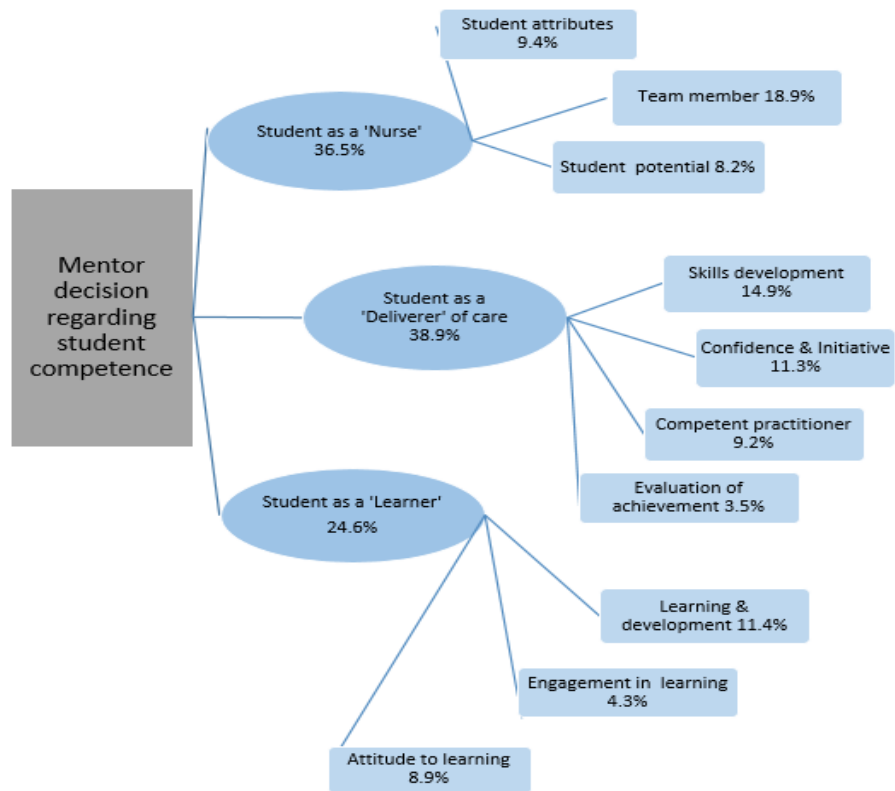 Mentor
decision
regarding
student
competence
Student as a 'Nurse'
36.5%
Student attributes
9.4%
Team member 18.9%
Student potential 8.2%
Student as a
'Deliverer' of care
38.9%
Skills development
14.9%
Confidence & Initiative
11.3%
Competent practitioner
9.2%
Evaluation of
achievement 3.5%
Student as a 'Learner'
24.6%
Learning &
development 11.4%
Engagement in learning
4.3%
Attitude to learning
8.9%